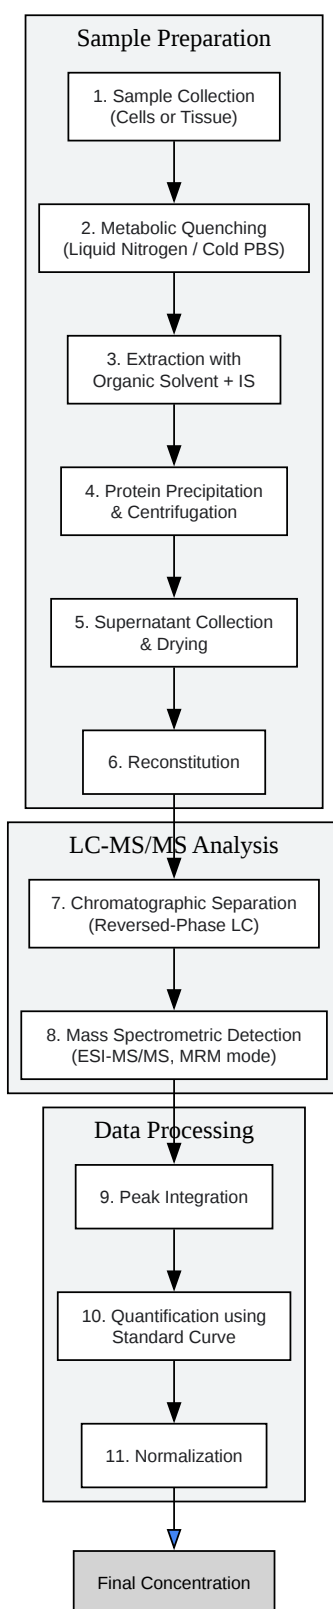 Sample Preparation
1. Sample Collection
(Cells or Tissue)
2. Metabolic Quenching
(Liquid Nitrogen / Cold PBS)
3. Extraction with
Organic Solvent + IS
4. Protein Precipitation
& Centrifugation
5. Supernatant Collection
& Drying
6. Reconstitution
LC-MS/MS Analysis
7. Chromatographic Separation
(Reversed-Phase LC)
8. Mass Spectrometric Detection
(ESI-MS/MS, MRM mode)
Data Processing
9. Peak Integration
10. Quantification using
Standard Curve
11. Normalization
Final Concentration